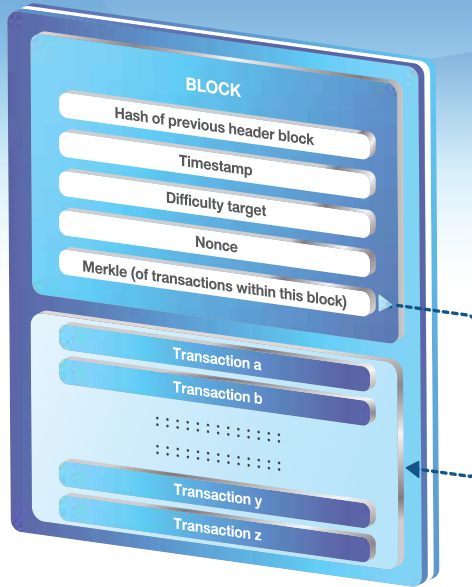 BLOCK
Hash of previous header block
Timestamp
Difficulty target
Nonce
Merkle (of transactions within this block)
Transaction a
Transaction b
Transaction y
Transaction z